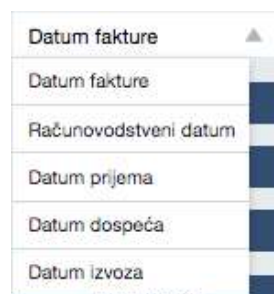 Datum fakture
Datum fakture
Računovodstveni datum
Datum prijema
Datum dospeća
Datum izvoza